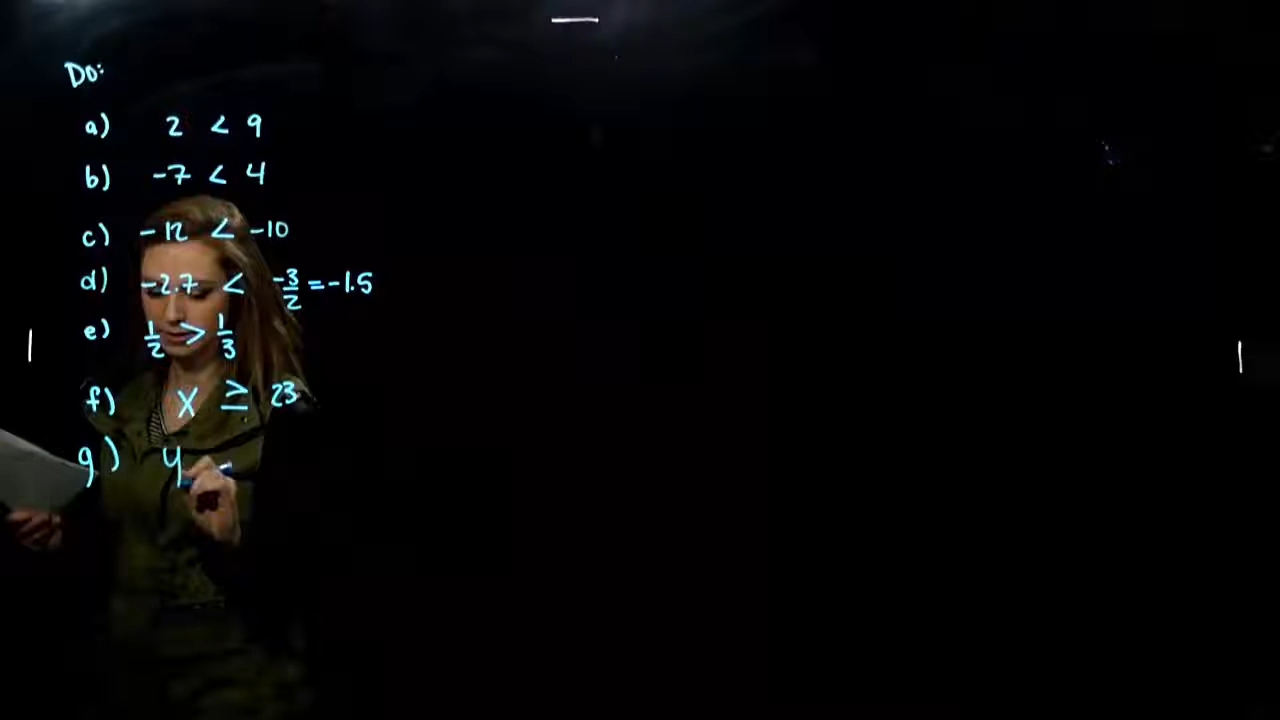 Do:
a) 2 < 9
b) -7 < 4
c) -12 < -10
d) -2.7 < -3/2 = -1.5
e) 1/2 > 1/3
f) x ≥ 23
g) y